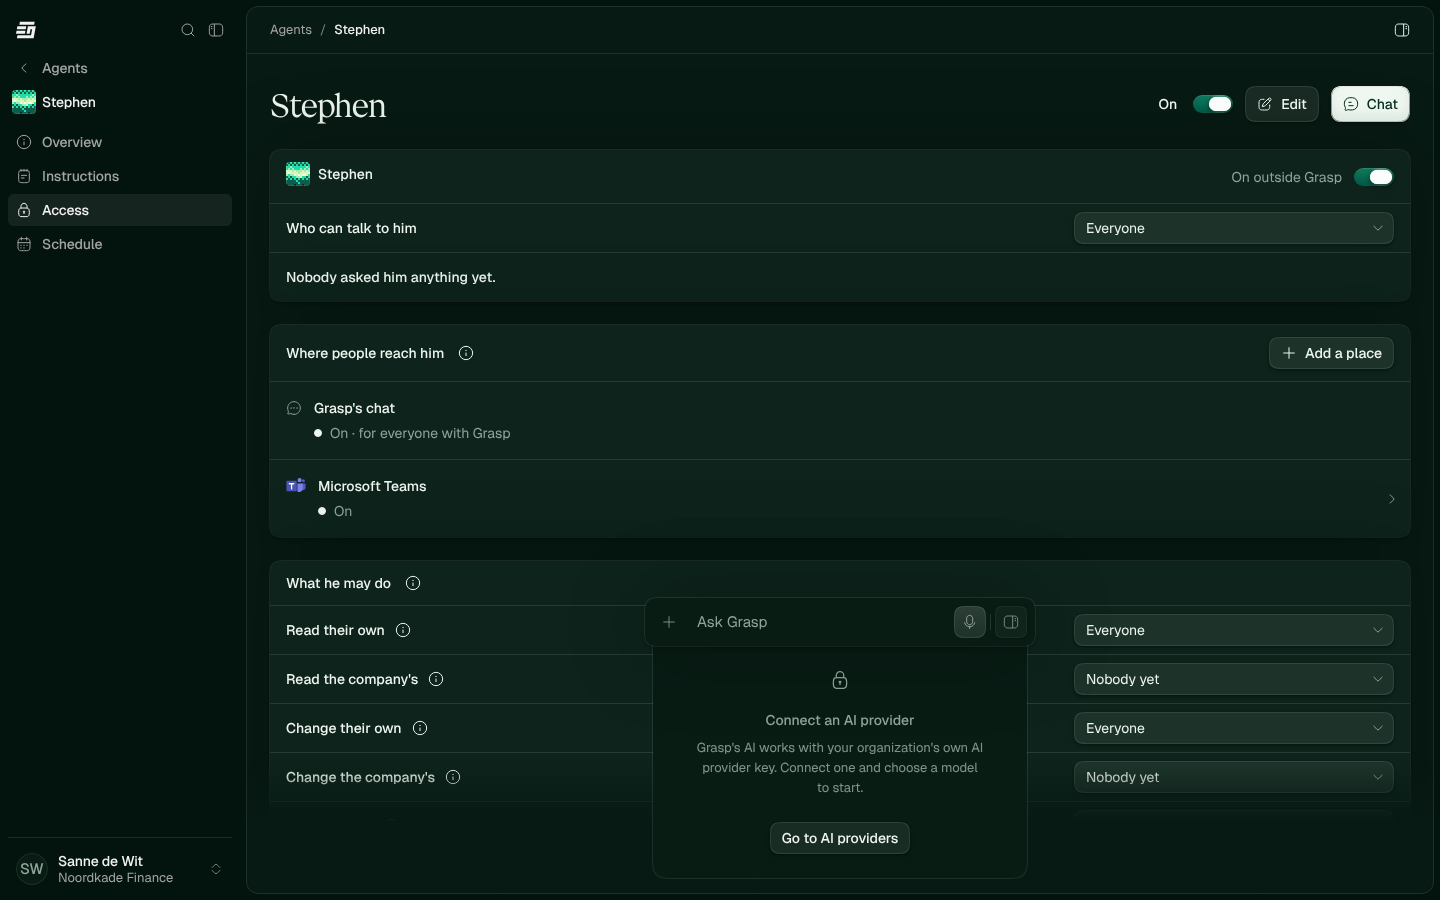 Agents / Stephen
Agents
Stephen
Overview
Instructions
Access
Schedule
Stephen
On
Edit
Chat
Stephen
On outside Grasp
Who can talk to him
Everyone
Nobody asked him anything yet.
Where people reach him
Add a place
Grasp's chat
On · for everyone with Grasp
Microsoft Teams
On
What he may do
Read their own
Everyone
Read the company's
Nobody yet
Change their own
Everyone
Change the company's
Nobody yet
Ask Grasp
Connect an AI provider
Grasp's AI works with your organization's own AI
provider key. Connect one and choose a model
to start.
Go to AI providers
SW
Sanne de Wit
Noordkade Finance